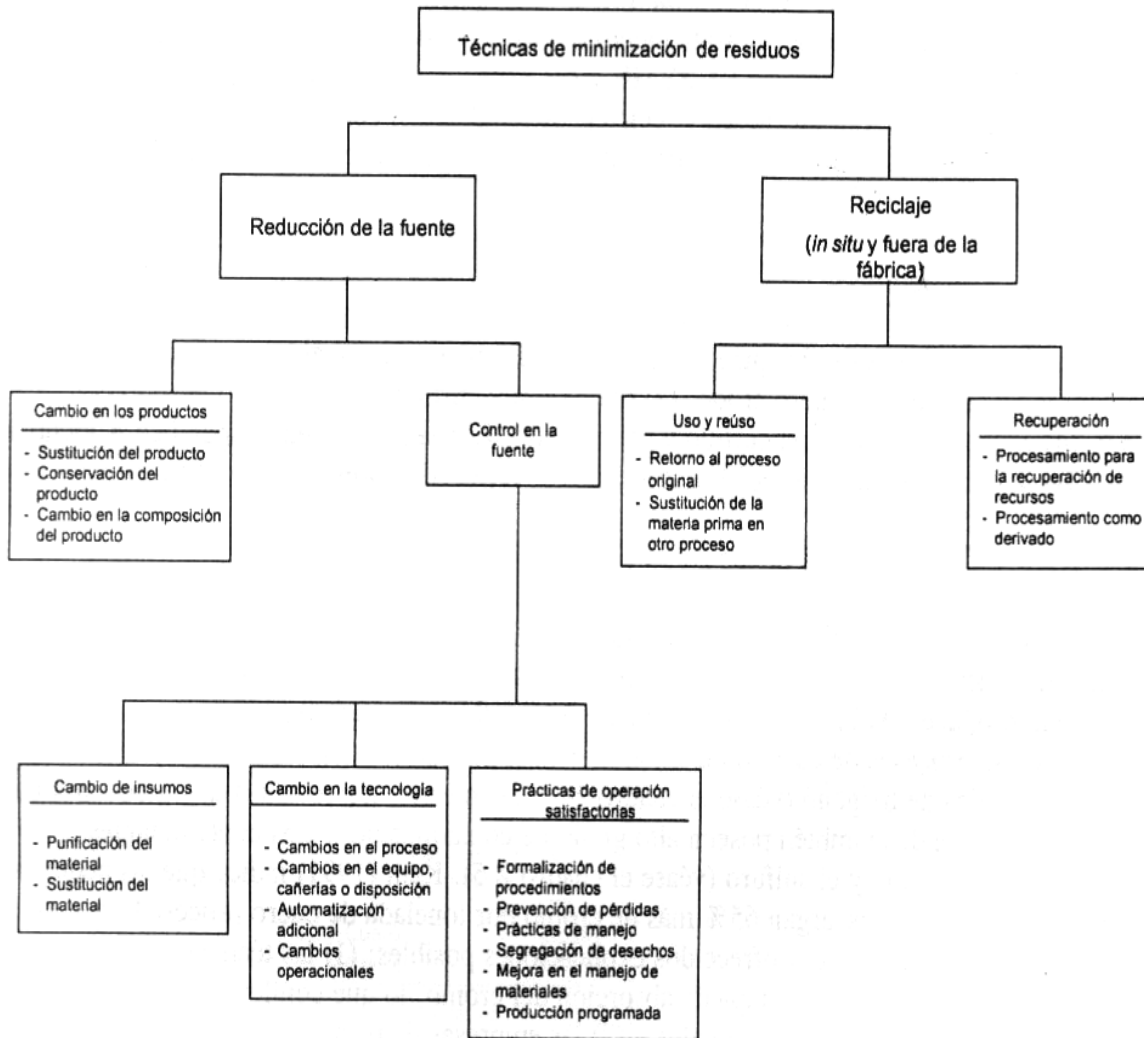 Técnicas de minimización de residuos
Reducción de la fuente
Reciclaje
(in situ y fuera de la
fábrica)
Cambio en los productos
- Sustitución del producto
- Conservación del
producto
- Cambio en la composición
del producto
Control en la
fuente
Uso y reúso
- Retorno al proceso
original
- Sustitución de la
materia prima en
otro proceso
Recuperación
- Procesamiento para
la recuperación de
recursos
- Procesamiento como
derivado
Cambio de insumos
- Purificación del
material
- Sustitución del
material
Cambio en la tecnología
- Cambios en el proceso
- Cambios en el equipo,
cañerías o disposición
- Automatización
adicional
- Cambios
operacionales
Prácticas de operación
satisfactorias
- Formalización de
procedimientos
- Prevención de pérdidas
- Prácticas de manejo
- Segregación de desechos
- Mejora en el manejo de
materiales
- Producción programada